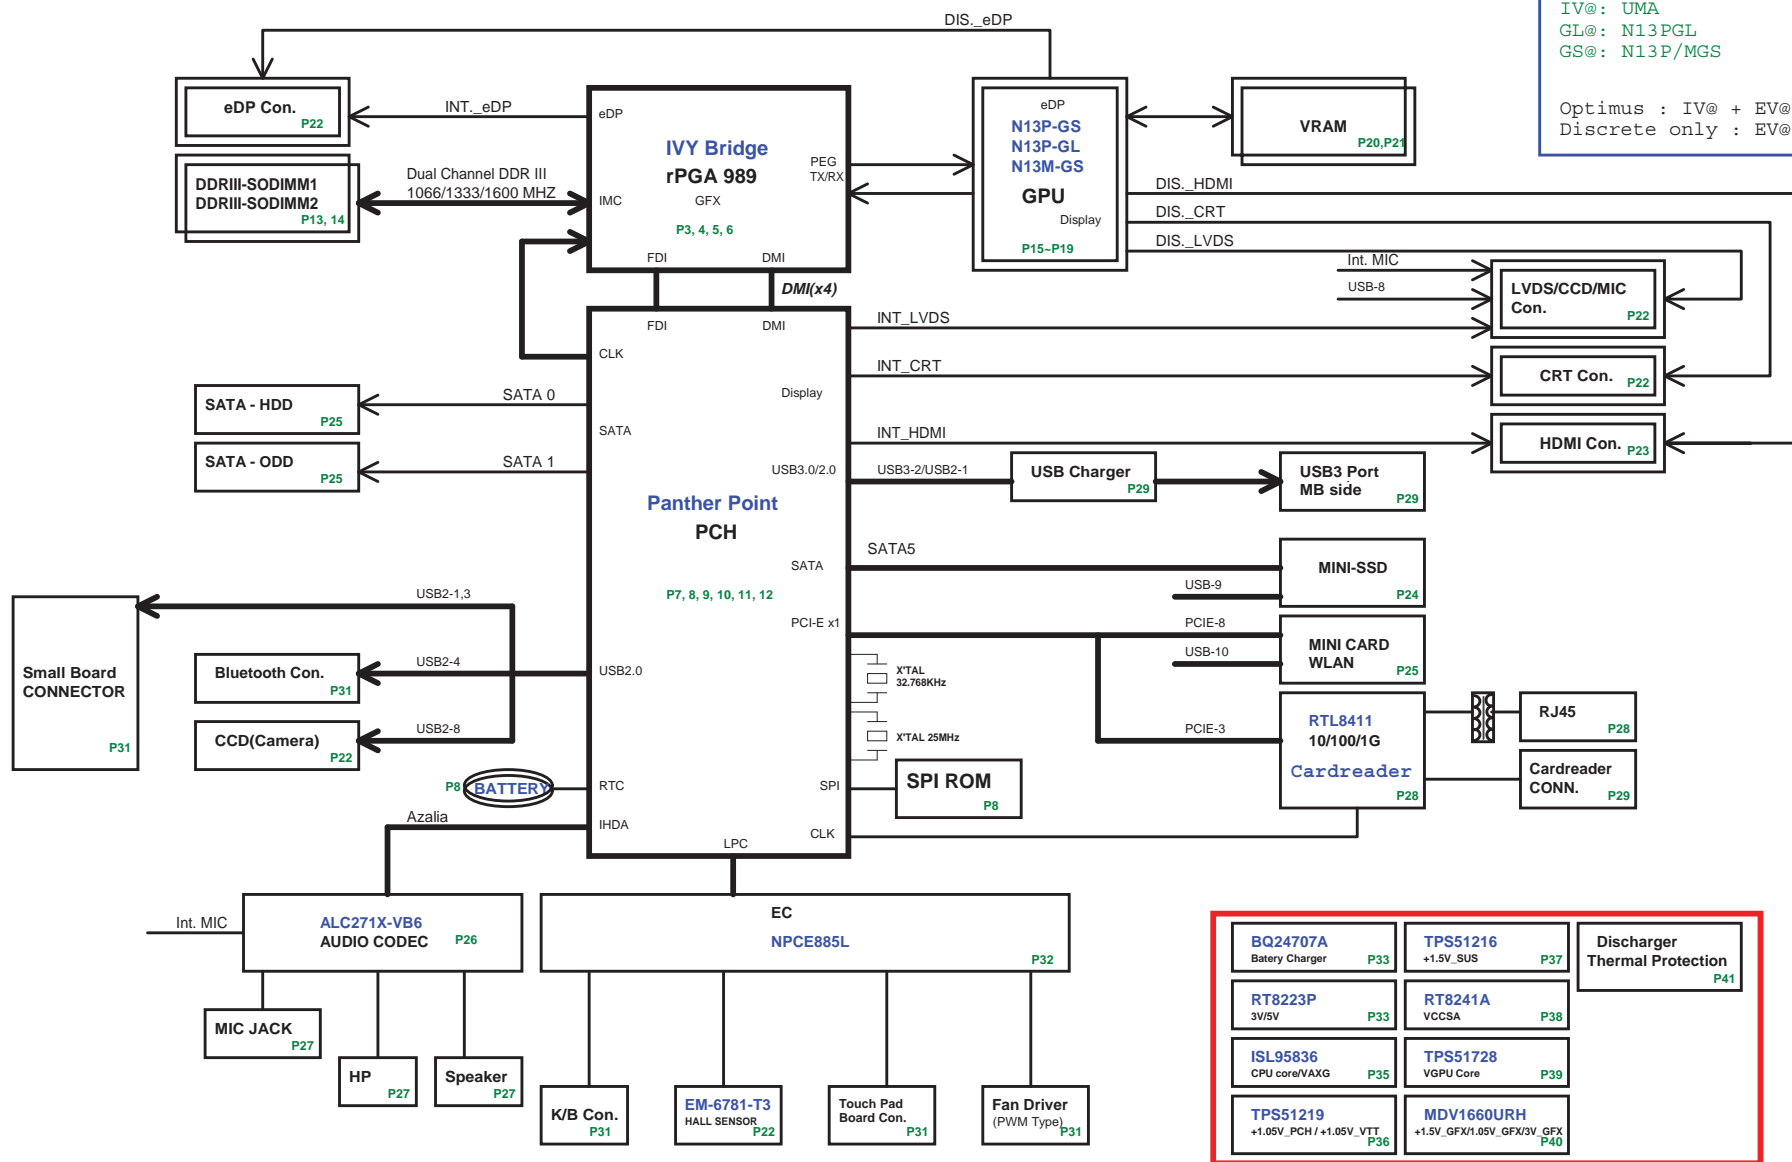 DIS._eDP
IV@: UMA
GL@: N13PGL
GS@: N13P/MGS
Optimus : IV@ + EV@
Discrete only : EV@
eDP Con.
P22
INT._eDP
eDP
IVY Bridge
rPGA 989
GFX
P3, 4, 5, 6
IMC
PEG
TX/RX
FDI
DMI
eDP
N13P-GS
N13P-GL
N13M-GS
GPU
Display
P15~P19
VRAM
P20,P21
DDRIII-SODIMM1
DDRIII-SODIMM2
P13, 14
Dual Channel DDR III
1066/1333/1600 MHZ
DIS._HDMI
DIS._CRT
DIS._LVDS
Int. MIC
USB-8
LVDS/CCD/MIC
Con.
P22
DMI(x4)
FDI
DMI
INT_LVDS
CLK
INT_CRT
CRT Con.
P22
Display
SATA - HDD
P25
SATA 0
SATA
INT_HDMI
HDMI Con.
P23
SATA - ODD
P25
SATA 1
USB3.0/2.0
USB3-2/USB2-1
USB Charger
P29
USB3 Port
MB side
P29
Panther Point
PCH
P7, 8, 9, 10, 11, 12
SATA
SATA5
MINI-SSD
P24
USB-9
PCI-E x1
PCIE-8
MINI CARD
WLAN
P25
USB-10
Small Board
CONNECTOR
P31
USB2-1,3
Bluetooth Con.
P31
USB2-4
USB2.0
CCD(Camera)
P22
USB2-8
X'TAL
32.768KHz
X'TAL 25MHz
PCIE-3
RTL8411
10/100/1G
Cardreader
P28
RJ45
P28
Cardreader
CONN.
P29
P8
BATTERY
RTC
SPI
SPI ROM
P8
Azalia
IHDA
LPC
CLK
Int. MIC
ALC271X-VB6
AUDIO CODEC
P26
EC
NPCE885L
P32
MIC JACK
P27
HP
P27
Speaker
P27
K/B Con.
P31
EM-6781-T3
HALL SENSOR
P22
Touch Pad
Board Con.
P31
Fan Driver
(PWM Type)
P31
BQ24707A
Batery Charger
P33
TPS51216
+1.5V_SUS
P37
Discharger
Thermal Protection
P41
RT8223P
3V/5V
P33
RT8241A
VCCSA
P38
ISL95836
CPU core/VAXG
P35
TPS51728
VGPU Core
P39
TPS51219
+1.05V_PCH / +1.05V_VTT
P36
MDV1660URH
+1.5V_GFX/1.05V_GFX/3V_GFX
P40